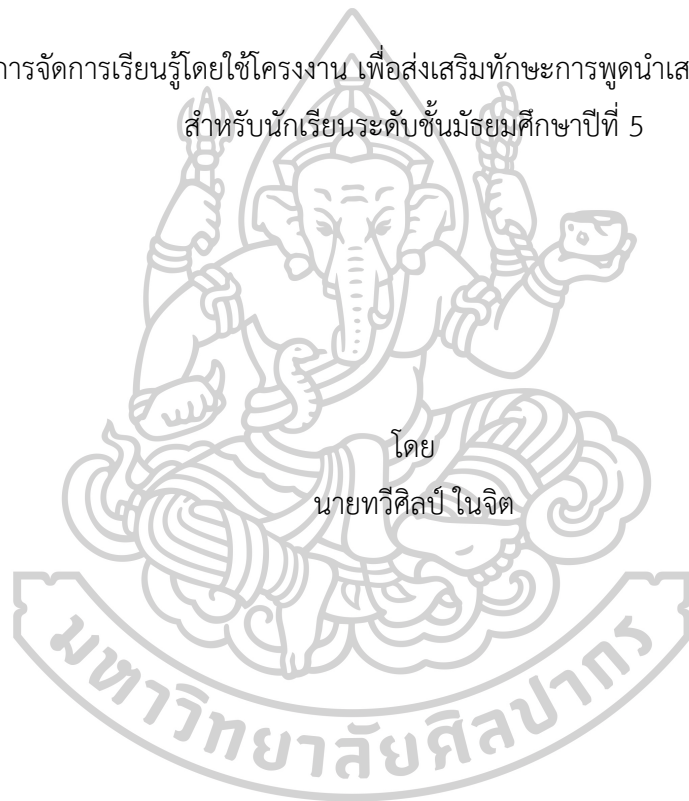 การจัดการเรียนรู้โดยใช้โครงงาน เพื่อส่งเสริมทักษะการพูดนำเส
สำหรับนักเรียนระดับชั้นมัธยมศึกษาปีที่ 5
โดย
นายทวีศิลป์ ในจิต
มหาวิทยาลัยศิลปากร